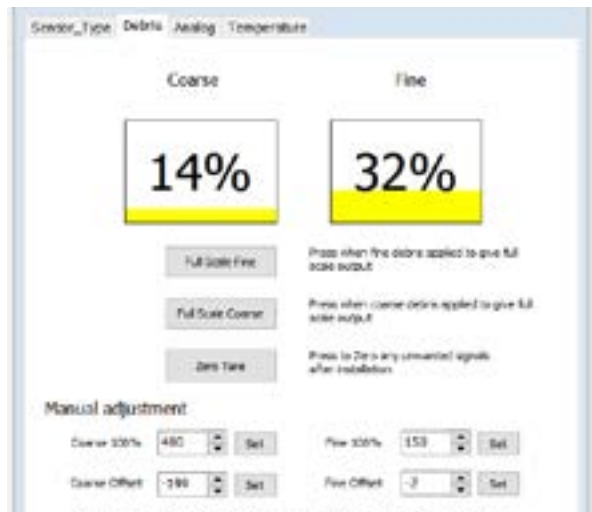 Sensor_Type Debris Analog Temperature
Coarse Fine
14% 32%
Full Scale Fine
Press when fine debris applied to give full
scale output
Full Scale Coarse
Press when coarse debris applied to give full
scale output
Zero Tare
Press to Zero any unwanted signals
after installation
Manual adjustment
Coarse 100% Set Fine 100% 150 Set
Coarse Offset Set Fine Offset -2 Set